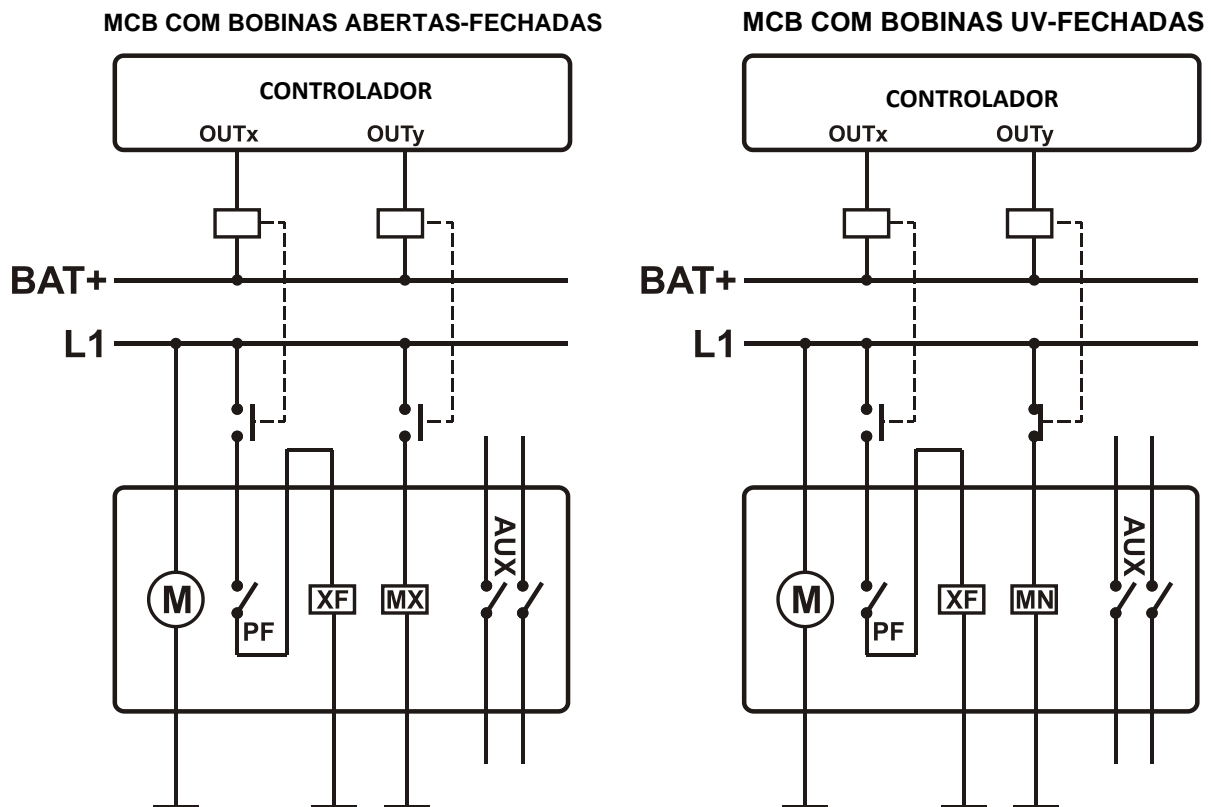 MCB COM BOBINAS ABERTAS-FECHADAS
CONTROLADOR
OUTx OUTy
BAT+
L1
AUX
M
PF
XF
MX
MCB COM BOBINAS UV-FECHADAS
CONTROLADOR
OUTx OUTy
BAT+
L1
AUX
M
PF
XF
MN